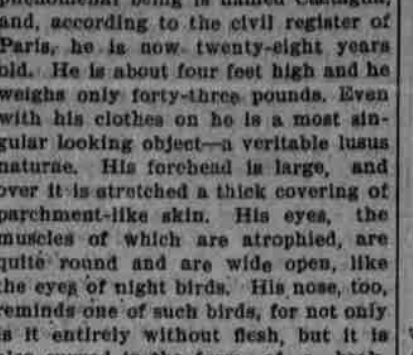 phenomenal being is named Castagna,
and, according to the civil register of
Paris, he is now twenty-eight years
old. He is about four feet high and he
weighs only forty-three pounds. Even
with his clothes on he is a most sin-
gular looking object—a veritable lusus
naturae. His forehead is large, and
over it is stretched a thick covering of
parchment-like skin. His eyes, the
muscles of which are atrophied, are
quite round and are wide open, like
the eyes of night birds. His nose, too,
reminds one of such birds, for not only
is it entirely without flesh, but it is